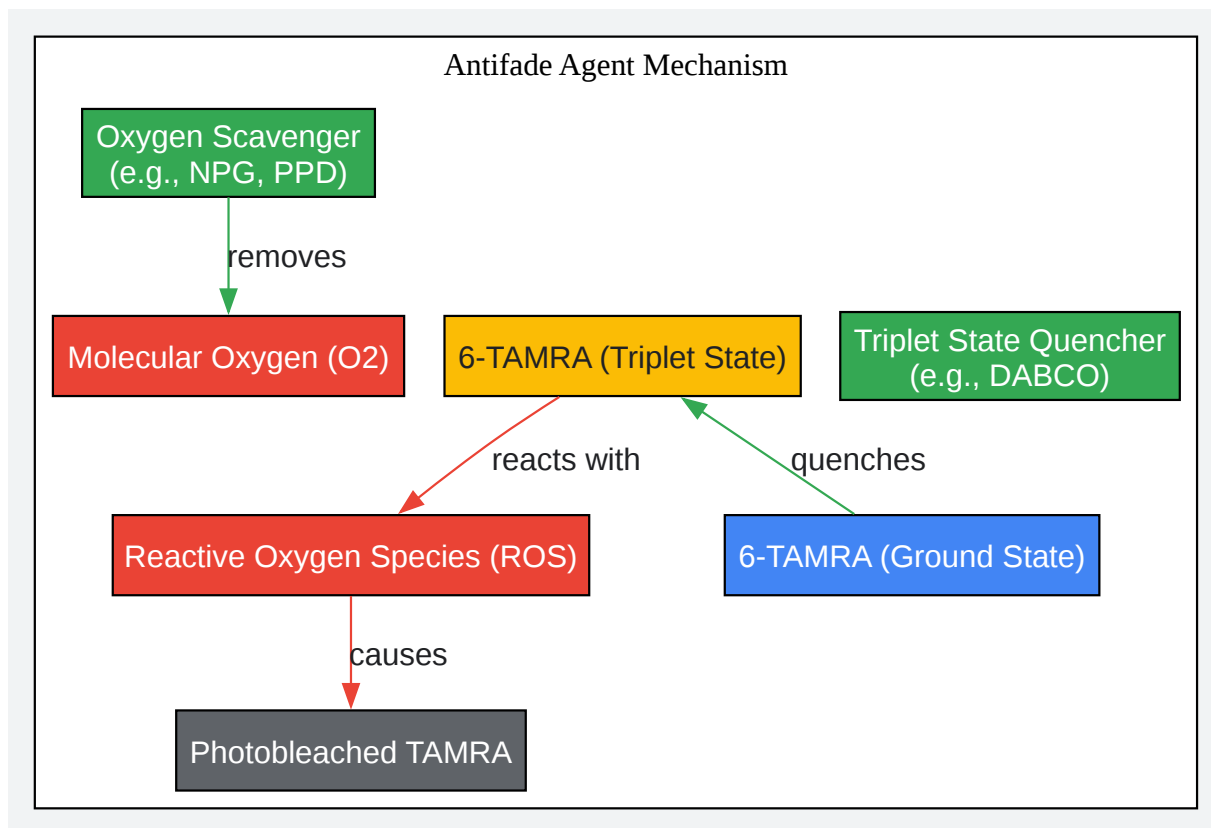 Antifade Agent Mechanism
Oxygen Scavenger
(e.g., NPG, PPD)
removes
Molecular Oxygen (O2)
6-TAMRA (Triplet State)
Triplet State Quencher
(e.g., DABCO)
reacts with
quenches
Reactive Oxygen Species (ROS)
6-TAMRA (Ground State)
causes
Photobleached TAMRA